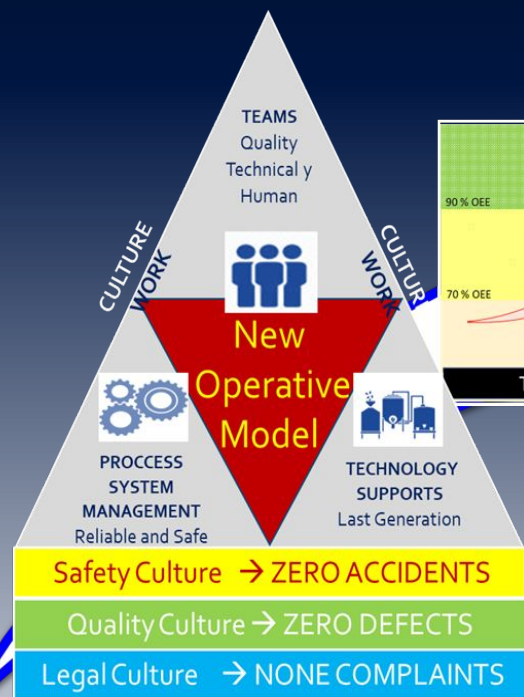 TEAMS
Quality
Technical y
Human
CULTURE
WORK
CULTUR
WORK
90 % OEE
70 % OEE
T
New
Operative
Model
PROCCESS
SYSTEM
MANAGEMENT
Reliable and Safe
TECHNOLOGY
SUPPORTS
Last Generation
Safety Culture → ZERO ACCIDENTS
Quality Culture → ZERO DEFECTS
Legal Culture → NONE COMPLAINTS